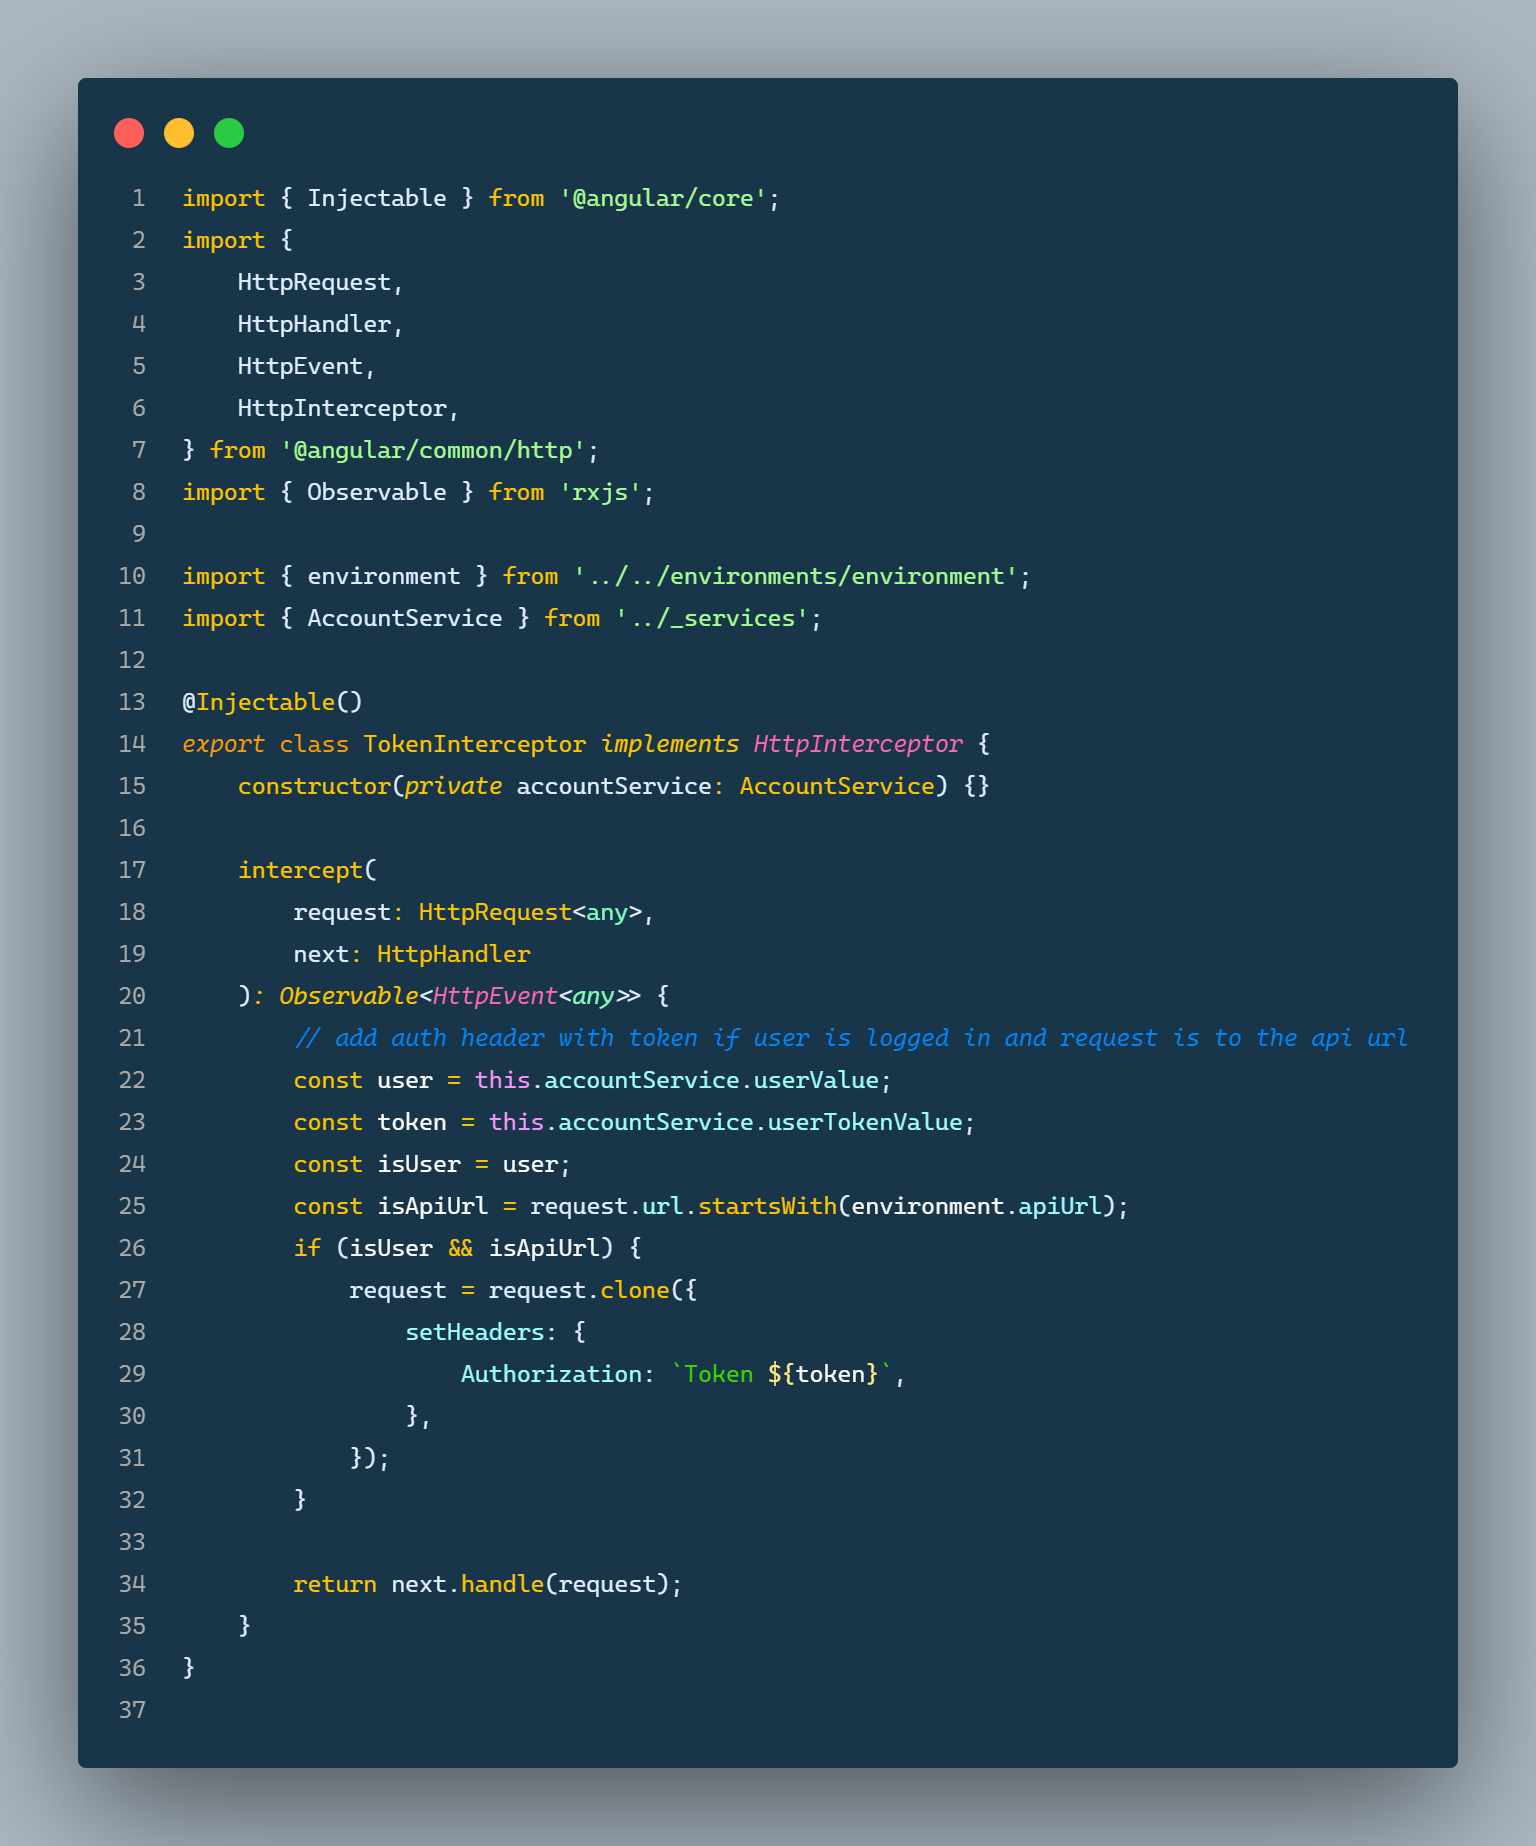 1 import { Injectable } from '@angular/core';
2 import {
3     HttpRequest,
4     HttpHandler,
5     HttpEvent,
6     HttpInterceptor,
7 } from '@angular/common/http';
8 import { Observable } from 'rxjs';
9
10 import { environment } from '../../environments/environment';
11 import { AccountService } from '../_services';
12
13 @Injectable()
14 export class TokenInterceptor implements HttpInterceptor {
15     constructor(private accountService: AccountService) {}
16
17     intercept(
18         request: HttpRequest<any>,
19         next: HttpHandler
20     ): Observable<HttpEvent<any>> {
21         // add auth header with token if user is logged in and request is to the api url
22         const user = this.accountService.userValue;
23         const token = this.accountService.userTokenValue;
24         const isUser = user;
25         const isApiUrl = request.url.startsWith(environment.apiUrl);
26         if (isUser && isApiUrl) {
27             request = request.clone({
28                 setHeaders: {
29                     Authorization: `Token ${token}`,
30                 },
31             });
32         }
33
34         return next.handle(request);
35     }
36 }
37